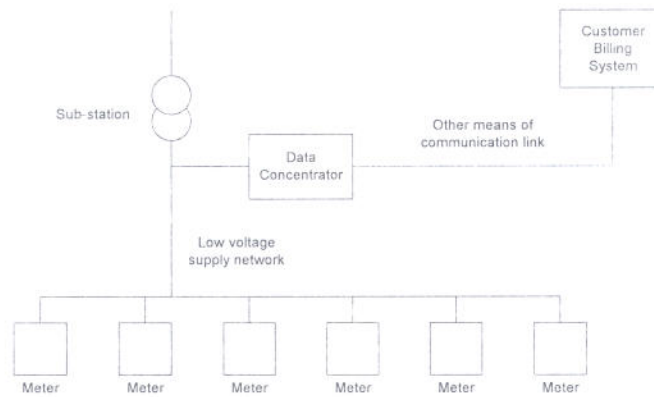 Customer
Billing
System
Sub-station
Other means of
communication link
Data
Concentrator
Low voltage
supply network
Meter
Meter
Meter
Meter
Meter
Meter